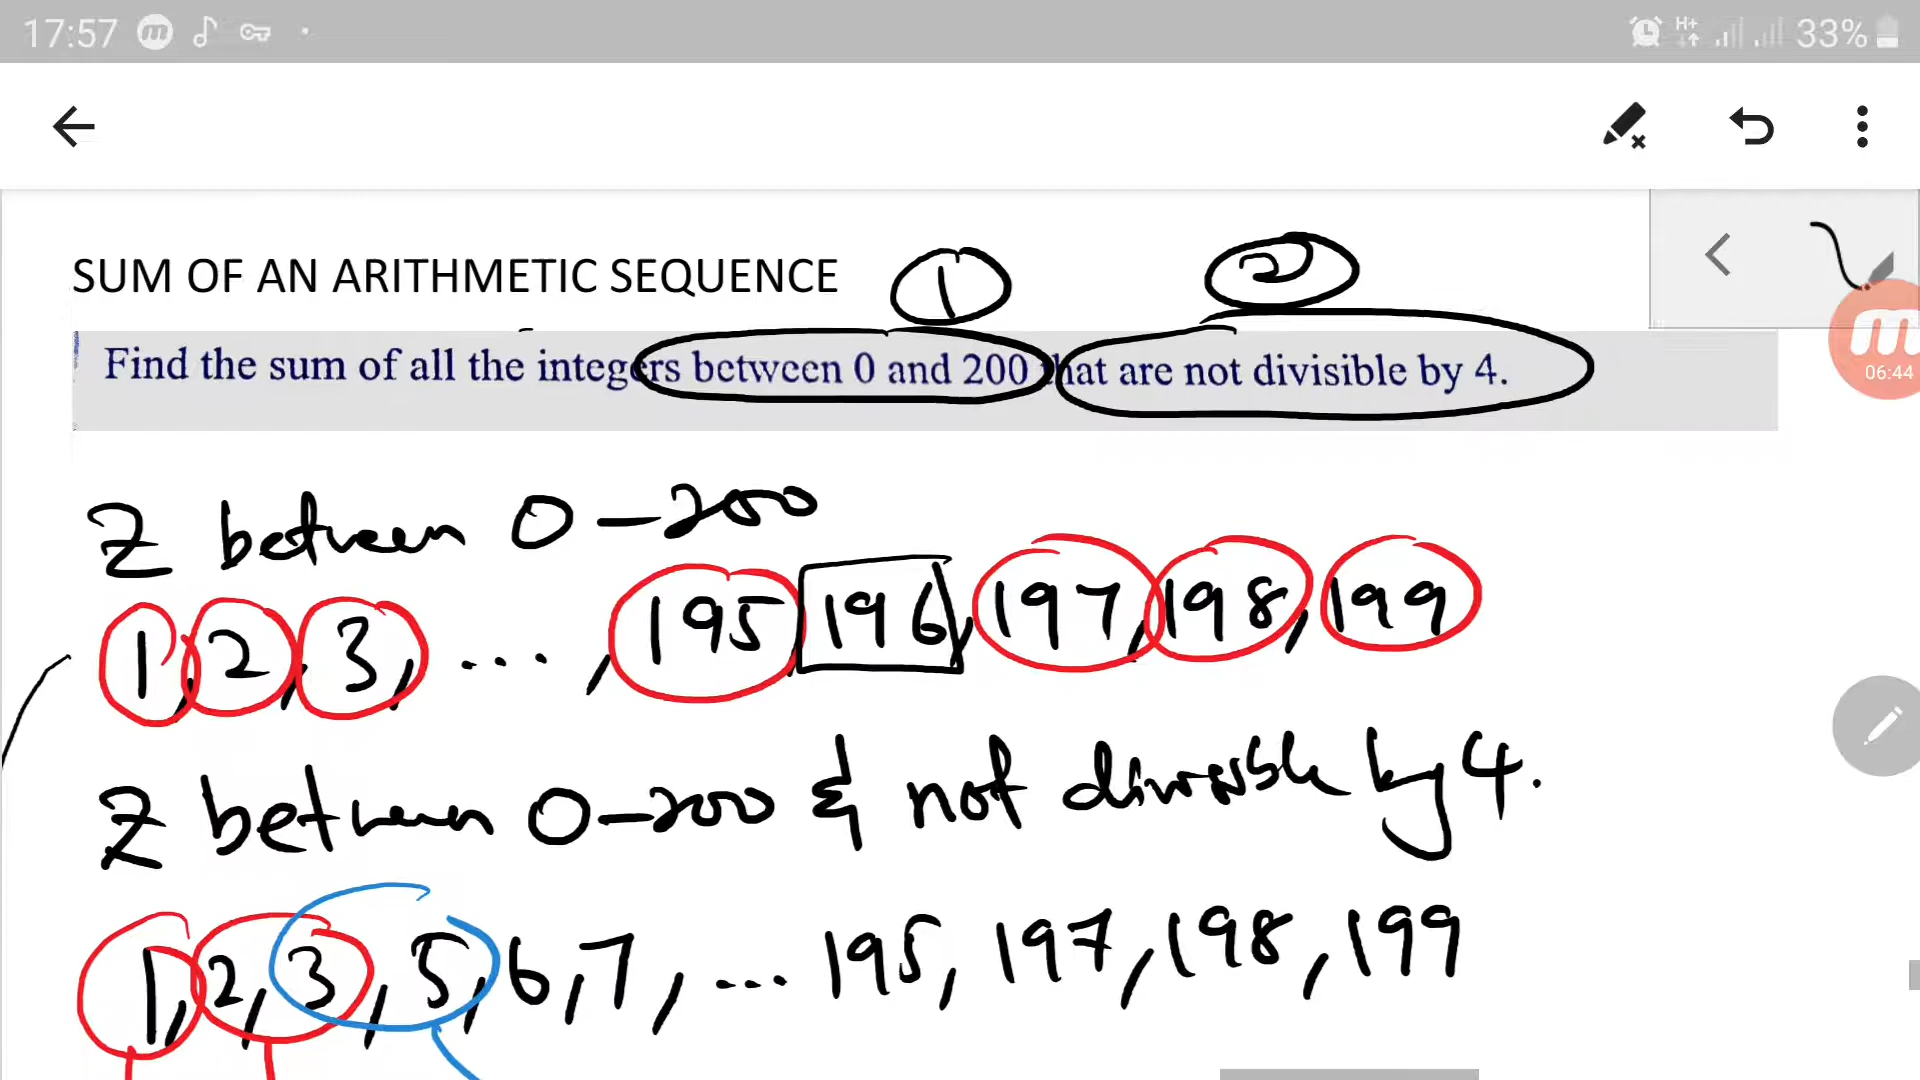 17:57
H+ 33%
SUM OF AN ARITHMETIC SEQUENCE
1 2
Find the sum of all the integers between 0 and 200 that are not divisible by 4.
06:44
Z between 0-200
1, 2, 3, ..., 195, 196, 197, 198, 199
Z between 0-200 & not divisible by 4.
1, 2, 3, 5, 6, 7, ... 195, 197, 198, 199